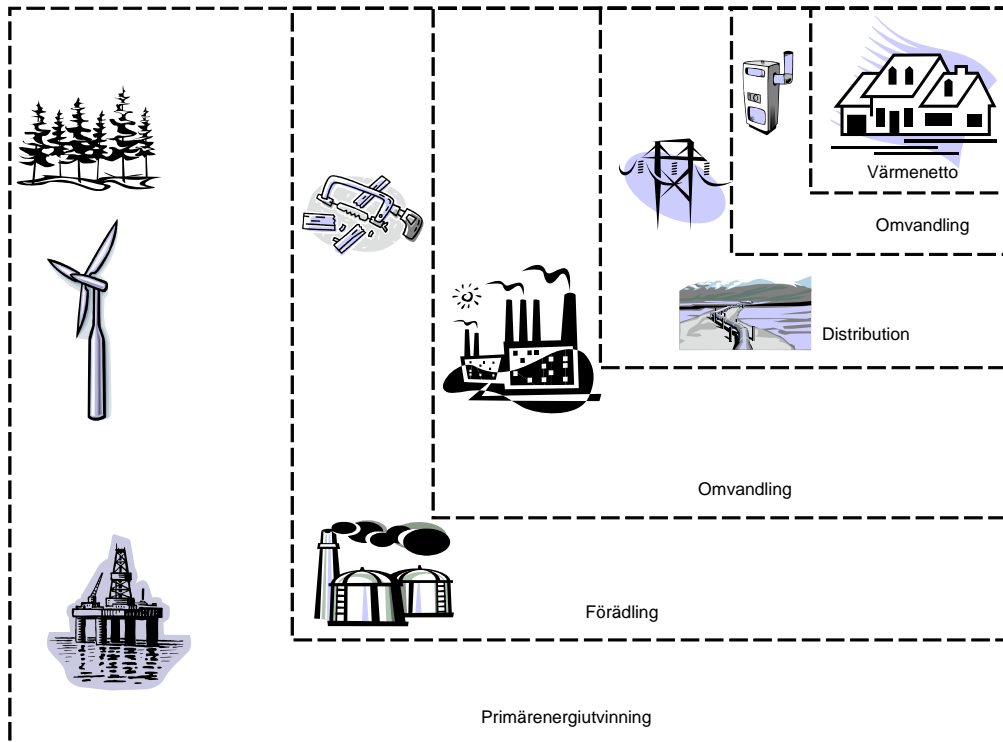 Värmenetto
Omvandling
Distribution
Omvandling
Förädling
Primärenergiutvinning